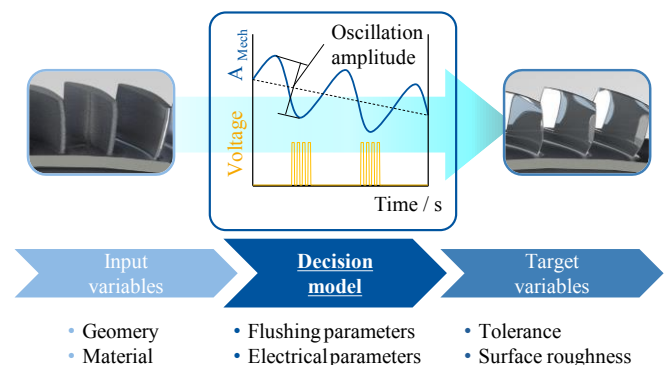 Oscillation
amplitude
A Mech
Voltage
Time / s
Input
variables
Decision
model
Target
variables
• Geomery
• Material
• Flushing parameters
• Electrical parameters
• Tolerance
• Surface roughness